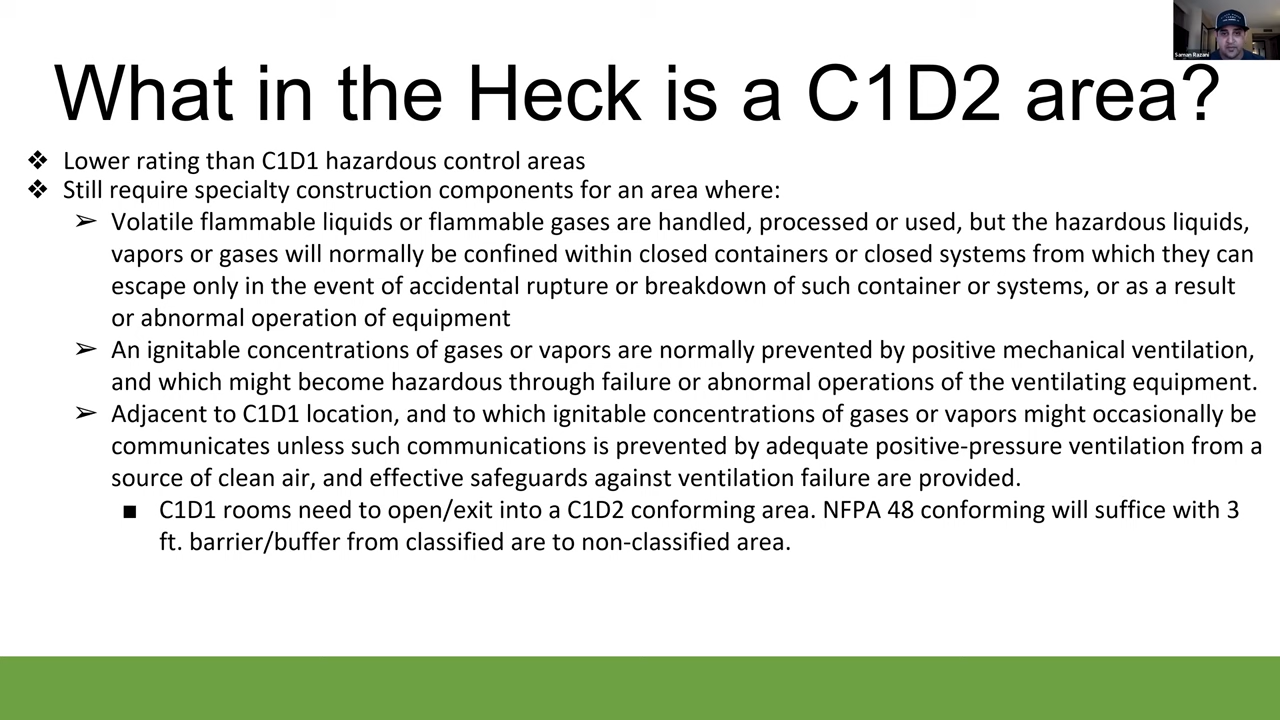 Saman Razani
What in the Heck is a C1D2 area?
❖ Lower rating than C1D1 hazardous control areas
❖ Still require specialty construction components for an area where:
➢ Volatile flammable liquids or flammable gases are handled, processed or used, but the hazardous liquids,
vapors or gases will normally be confined within closed containers or closed systems from which they can
escape only in the event of accidental rupture or breakdown of such container or systems, or as a result
or abnormal operation of equipment
➢ An ignitable concentrations of gases or vapors are normally prevented by positive mechanical ventilation,
and which might become hazardous through failure or abnormal operations of the ventilating equipment.
➢ Adjacent to C1D1 location, and to which ignitable concentrations of gases or vapors might occasionally be
communicates unless such communications is prevented by adequate positive-pressure ventilation from a
source of clean air, and effective safeguards against ventilation failure are provided.
■ C1D1 rooms need to open/exit into a C1D2 conforming area. NFPA 48 conforming will suffice with 3
ft. barrier/buffer from classified are to non-classified area.